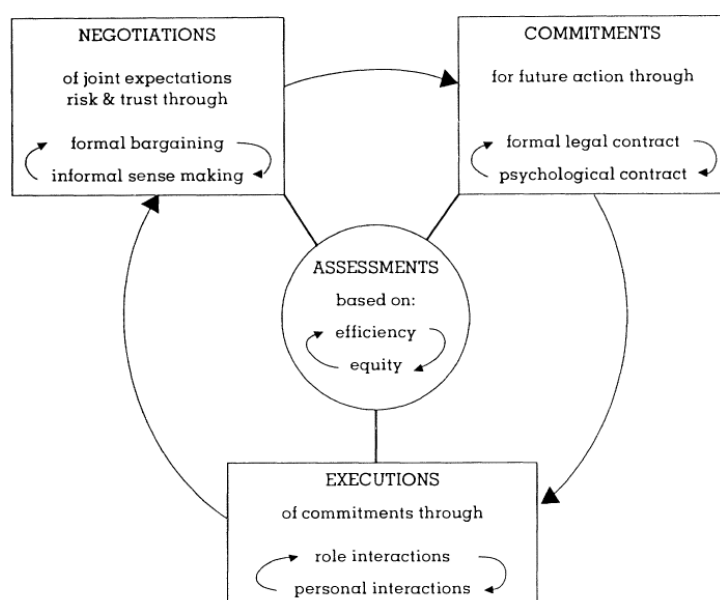 NEGOTIATIONS
of joint expectations
risk & trust through
formal bargaining
informal sense making
COMMITMENTS
for future action through
formal legal contract
psychological contract
ASSESSMENTS
based on:
efficiency
equity
EXECUTIONS
of commitments through
role interactions
personal interactions